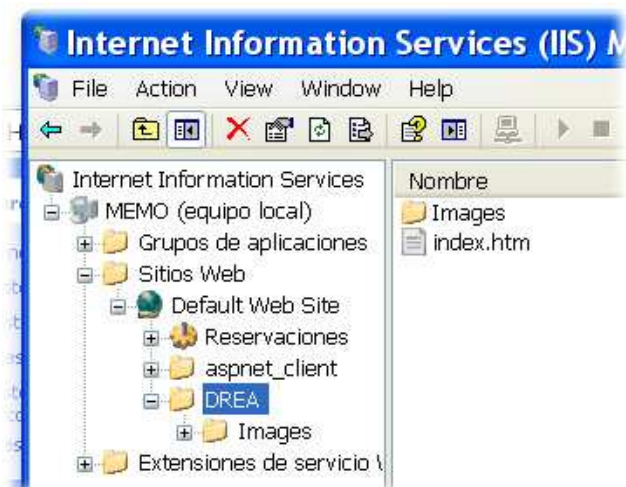 Internet Information Services (IIS) M
File Action View Window Help
Internet Information Services
Nombre
MEMO (equipo local)
Images
Grupos de aplicaciones
index.htm
Sitios Web
Default Web Site
Reservaciones
aspnet_client
DREA
Images
Extensiones de servicio